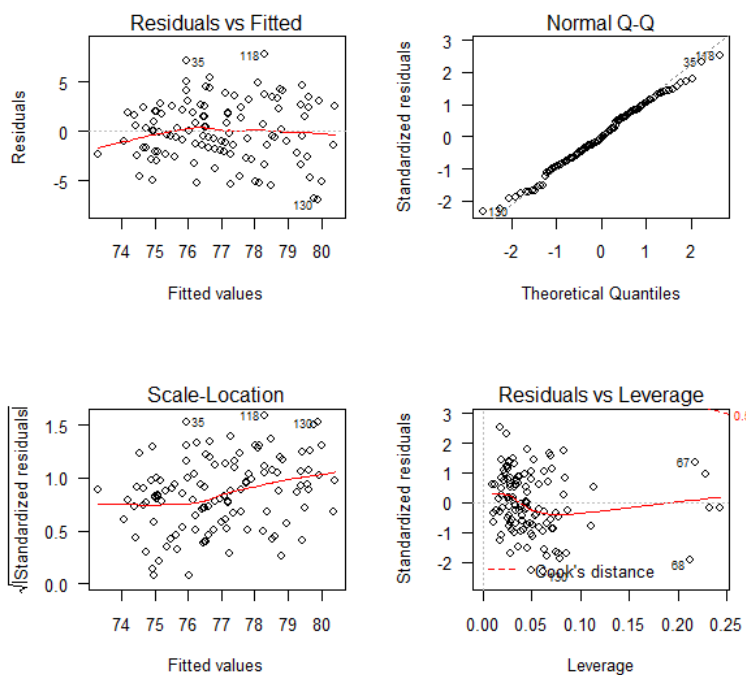 Residuals vs Fitted
Residuals
5
0
-5
35
118
130
74 75 76 77 78 79 80
Fitted values
Normal Q-Q
Standardized residuals
3
2
1
0
-1
-2
35
118
130
-2 -1 0 1 2
Theoretical Quantiles
Scale-Location
√|Standardized residuals|
1.5
1.0
0.5
0.0
35
118
130
74 75 76 77 78 79 80
Fitted values
Residuals vs Leverage
Standardized residuals
3
2
1
0
-1
-2
67
68
130
Cook's distance
0.00 0.05 0.10 0.15 0.20 0.25
Leverage